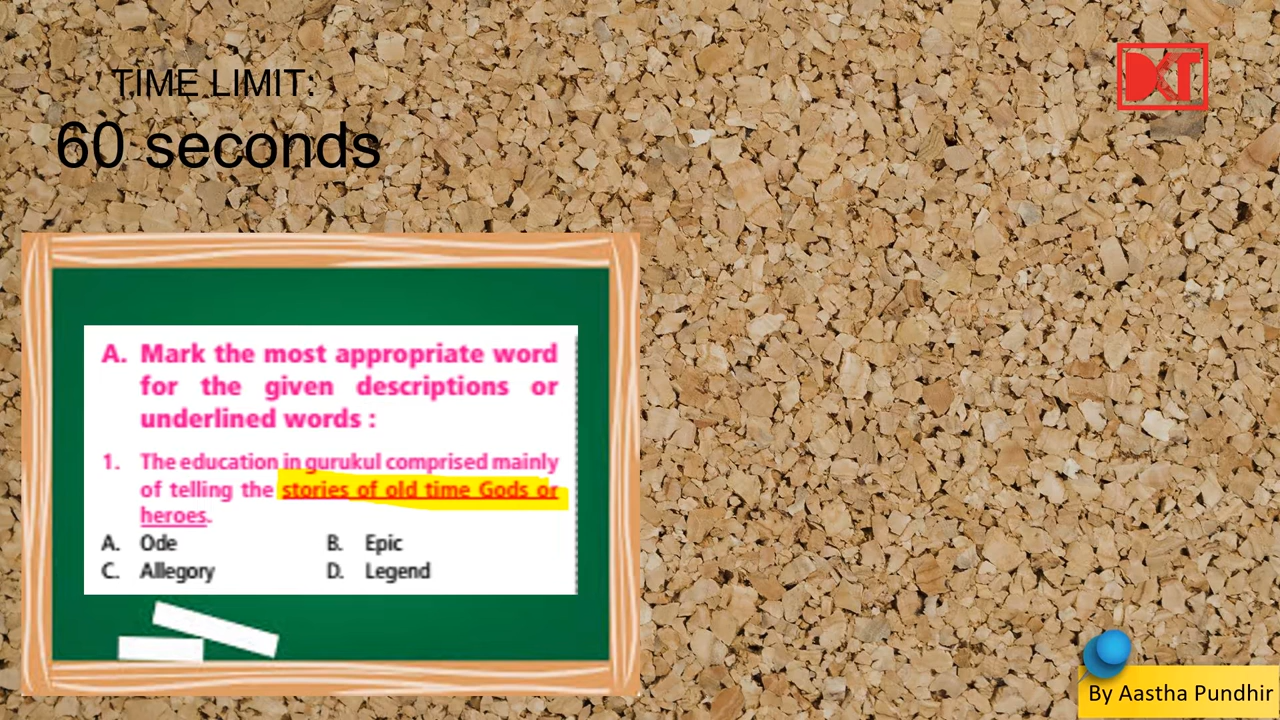 TIME LIMIT:
60 seconds
DKT
A. Mark the most appropriate word
for the given descriptions or
underlined words :
1. The education in gurukul comprised mainly
of telling the stories of old time Gods or
heroes.
A. Ode B. Epic
C. Allegory D. Legend
By Aastha Pundhir